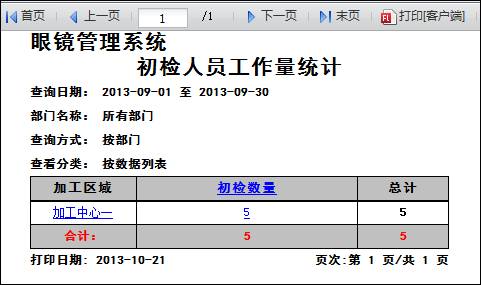 首页 上一页 1 /1 下一页 末页 打印[客户端]
眼镜管理系统
初检人员工作量统计
查询日期: 2013-09-01 至 2013-09-30
部门名称: 所有部门
查询方式: 按部门
查看分类: 按数据列表
加工区域 初检数量 总计
加工中心一 5 5
合计: 5 5
打印日期: 2013-10-21 页次:第 1 页/共 1 页